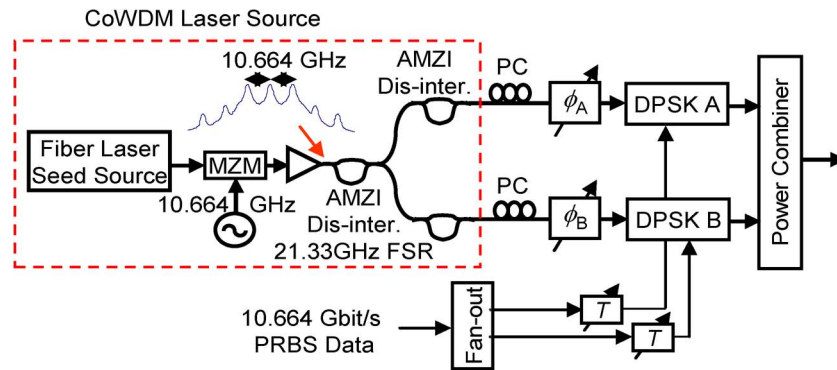 CoWDM Laser Source
10.664 GHz
AMZI
Dis-inter.
PC
ϕA
DPSK A
Fiber Laser
Seed Source
MZM
10.664 GHz
AMZI
Dis-inter.
21.33GHz FSR
PC
ϕB
DPSK B
Power Combiner
10.664 Gbit/s
PRBS Data
Fan-out
T
T